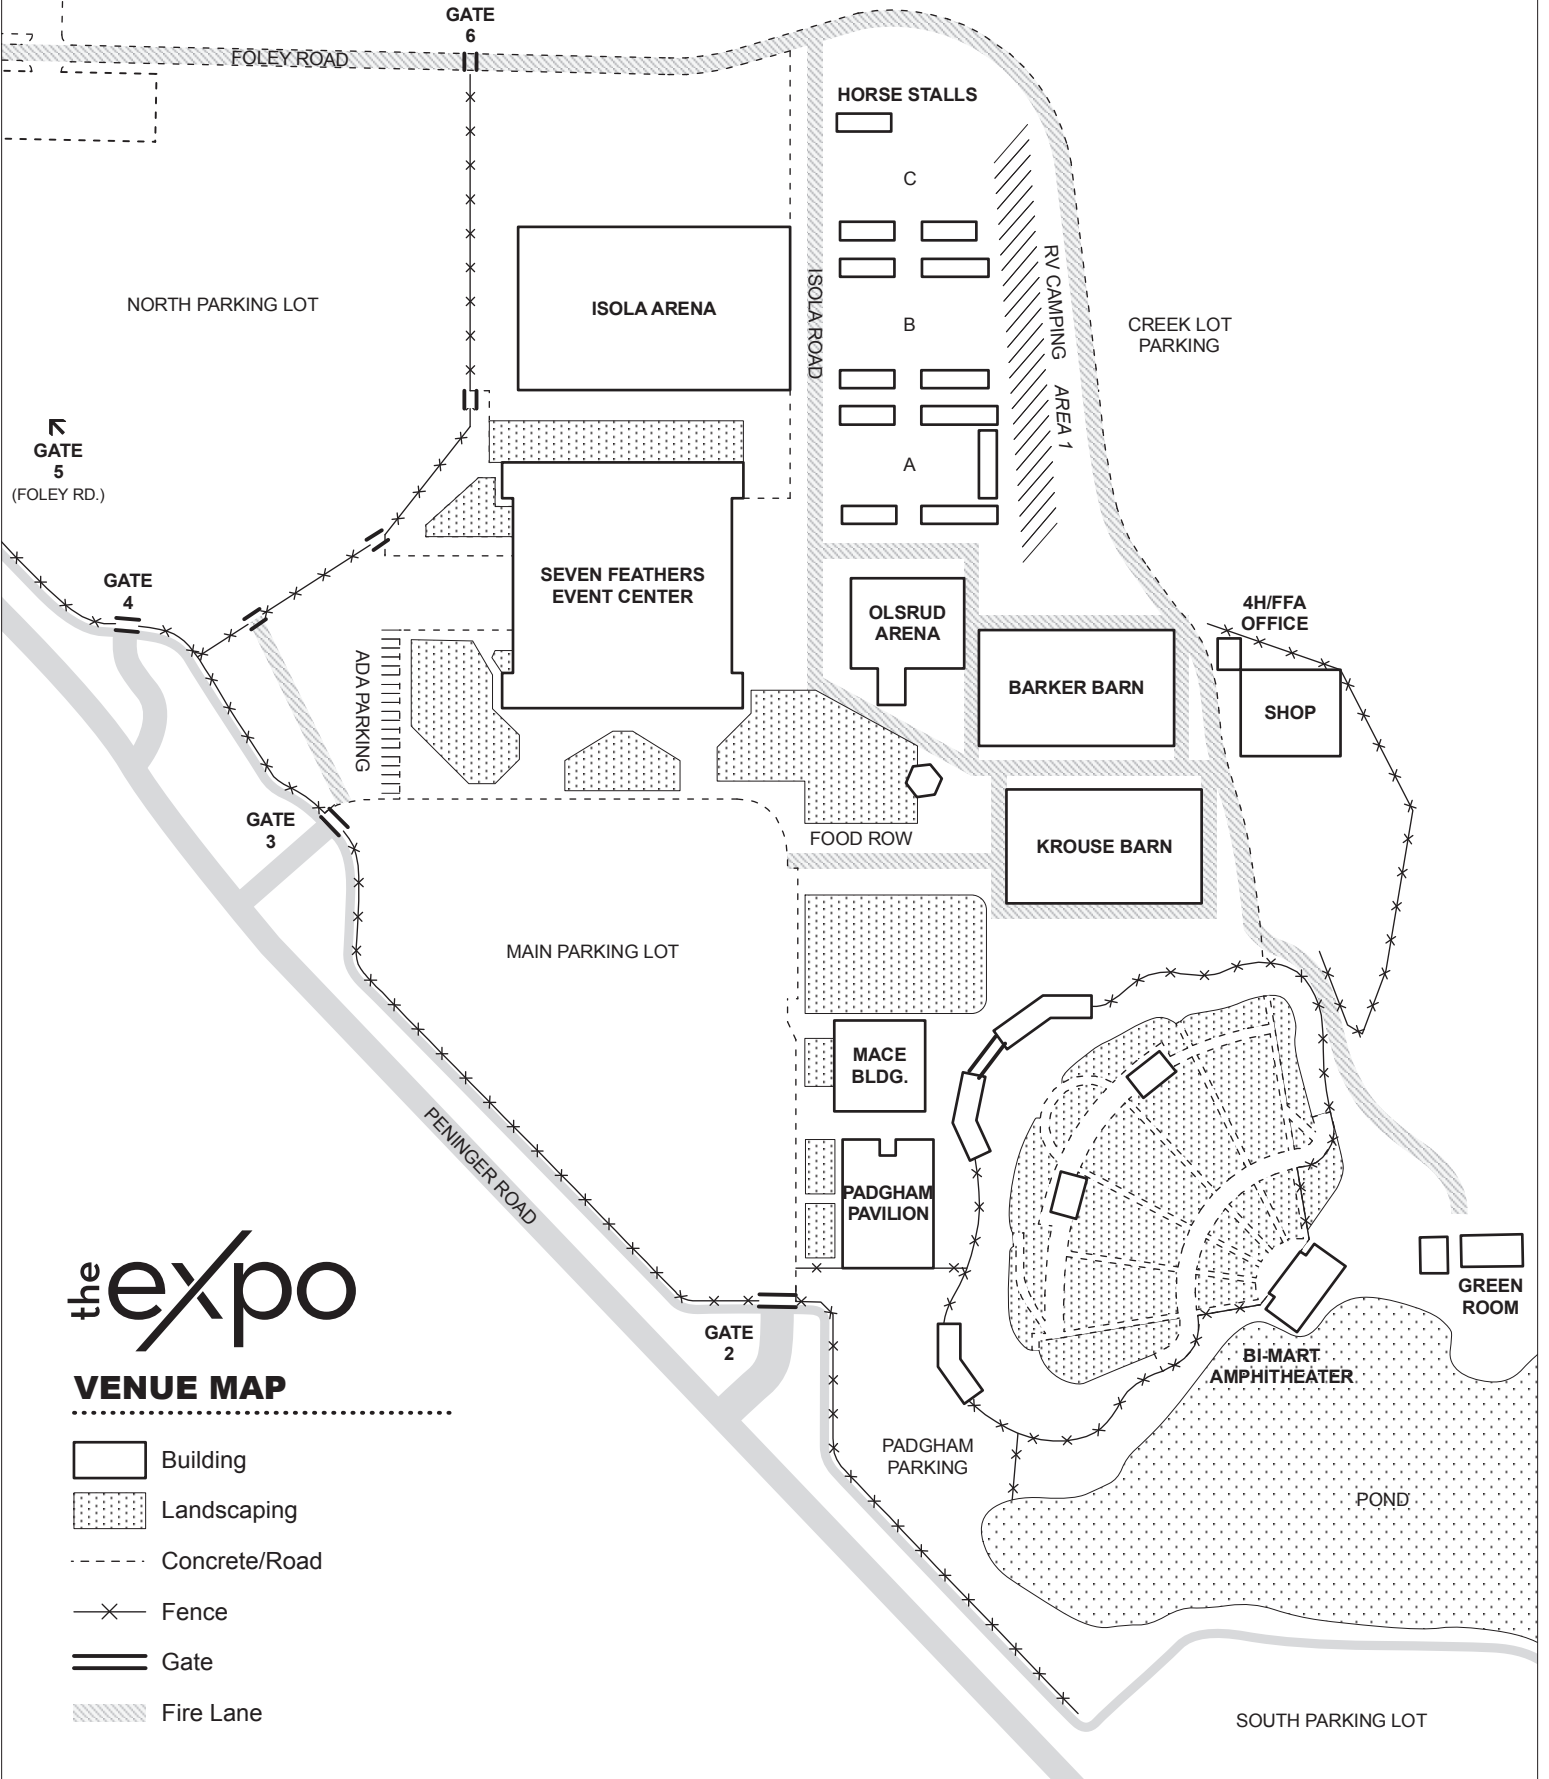 GATE
6
FOLEY ROAD
HORSE STALLS
C
NORTH PARKING LOT
ISOLA ARENA
ISOLA ROAD
B
RV CAMPING AREA 1
CREEK LOT
PARKING
GATE
5
(FOLEY RD.)
A
GATE
4
SEVEN FEATHERS
EVENT CENTER
OLSRUD
ARENA
4H/FFA
OFFICE
ADA PARKING
BARKER BARN
SHOP
GATE
3
FOOD ROW
KROUSE BARN
MAIN PARKING LOT
MACE
BLDG.
PENINGER ROAD
PADGHAM
PAVILION
the expo
GREEN
ROOM
GATE
2
BI-MART
AMPHITHEATER
VENUE MAP
PADGHAM
PARKING
POND
Building
Landscaping
Concrete/Road
Fence
Gate
Fire Lane
SOUTH PARKING LOT